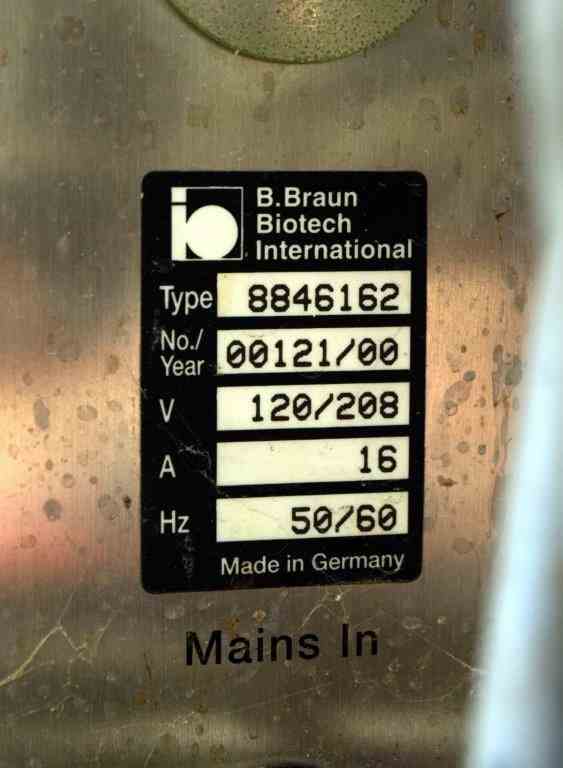 B.Braun
Biotech
International
Type 8846162
No./
Year 00121/00
V 120/208
A 16
Hz 50/60
Made in Germany
Mains In